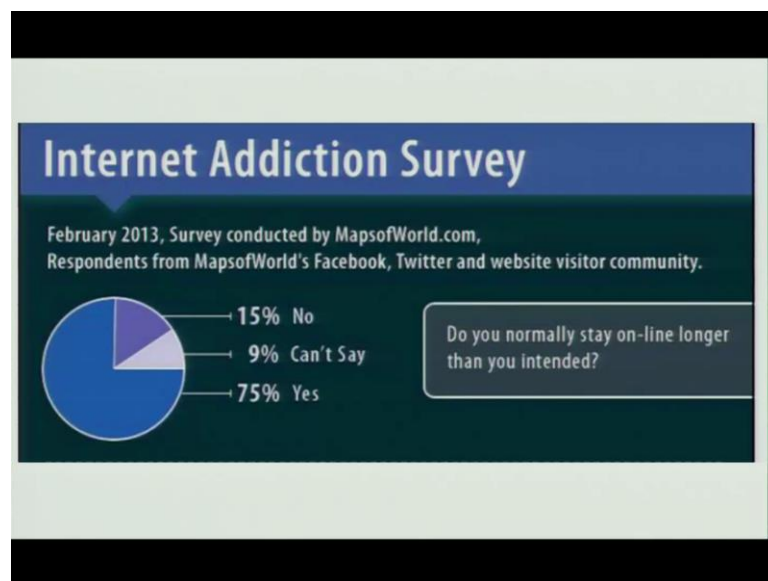 Internet Addiction Survey
February 2013, Survey conducted by MapsofWorld.com,
Respondents from MapsofWorld's Facebook, Twitter and website visitor community.
15% No
9% Can't Say
75% Yes
Do you normally stay on-line longer
than you intended?